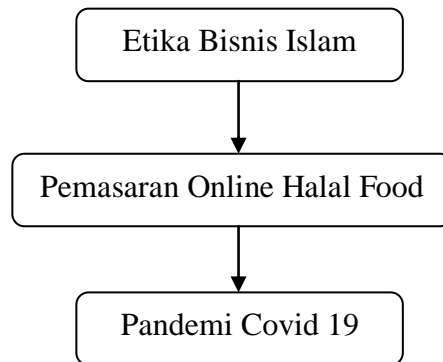 Etika Bisnis Islam
Pemasaran Online Halal Food
Pandemi Covid 19